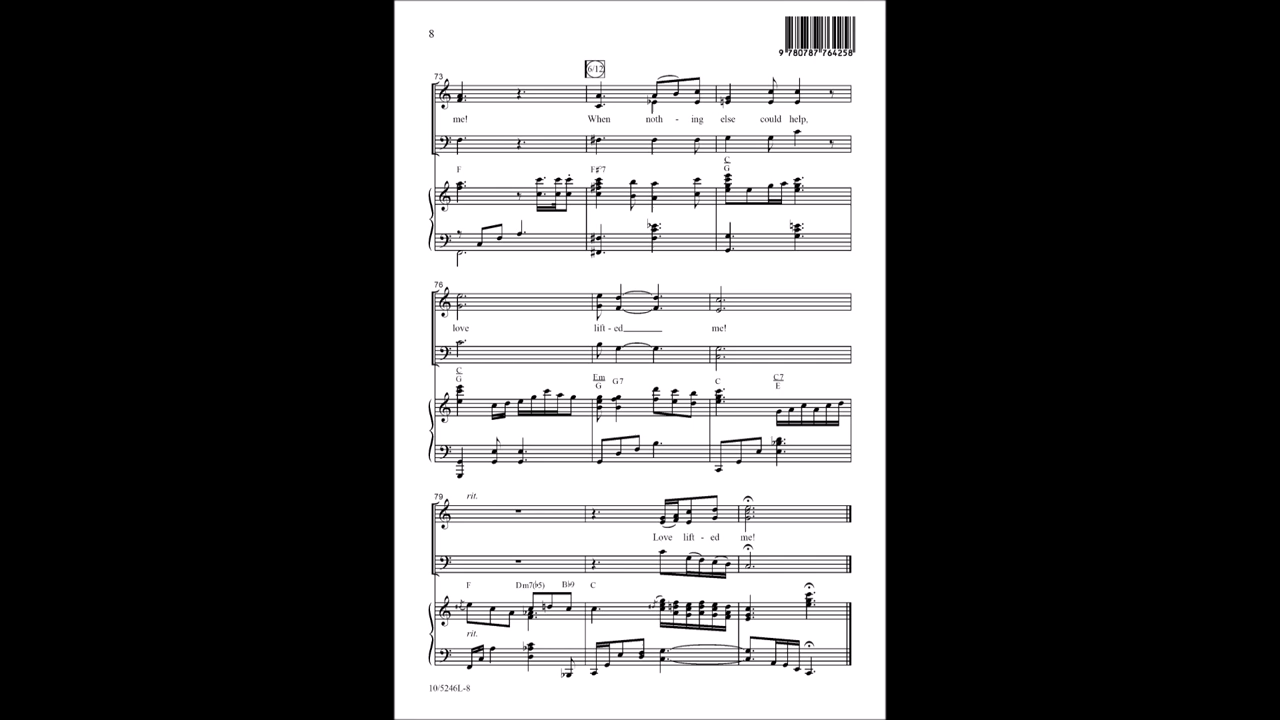 8
9 780787 764258
6/12
73
me! When noth - ing else could help,
F F♯°7 C
G
76
love lift - ed me!
C Em G7 C C7
G G E
79 rit.
Love lift - ed me!
F Dm7(♭5) B♭9 C
rit.
10/5246L-8